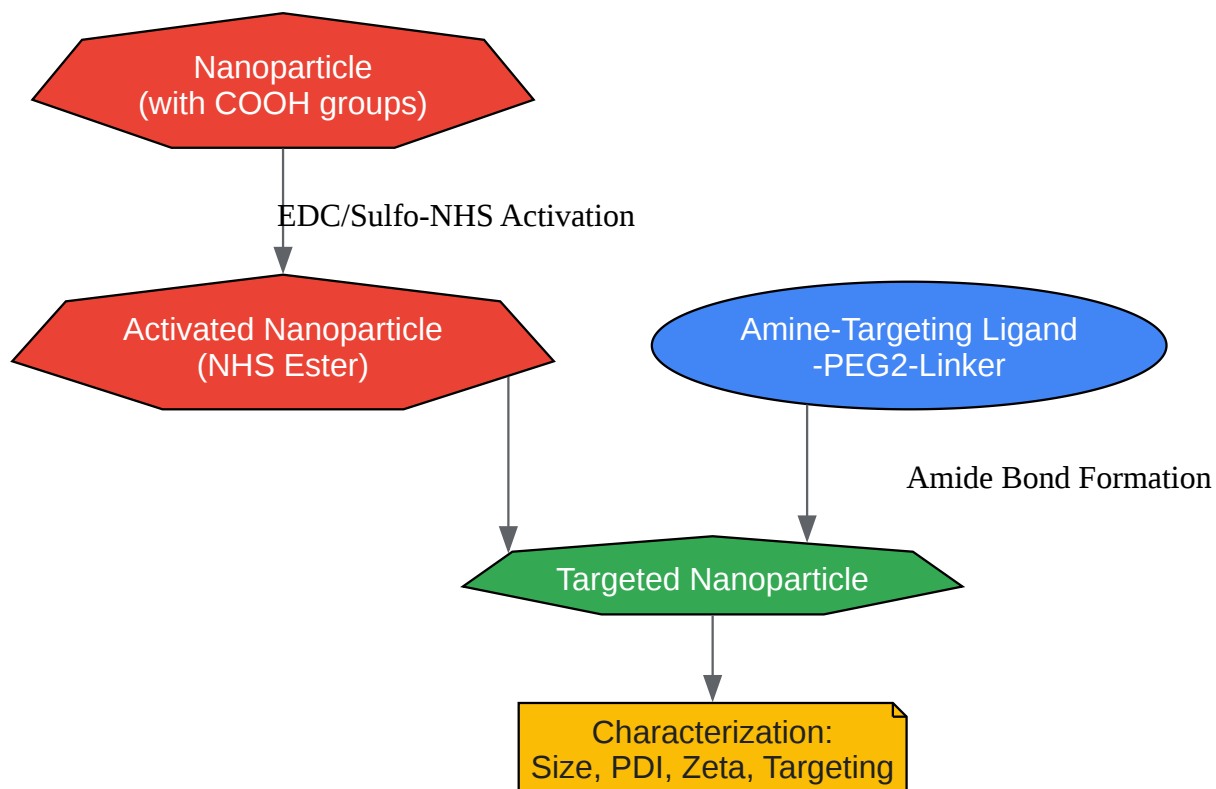 Nanoparticle
(with COOH groups)
EDC/Sulfo-NHS Activation
Activated Nanoparticle
(NHS Ester)
Amine-Targeting Ligand
-PEG2-Linker
Amide Bond Formation
Targeted Nanoparticle
Characterization:
Size, PDI, Zeta, Targeting